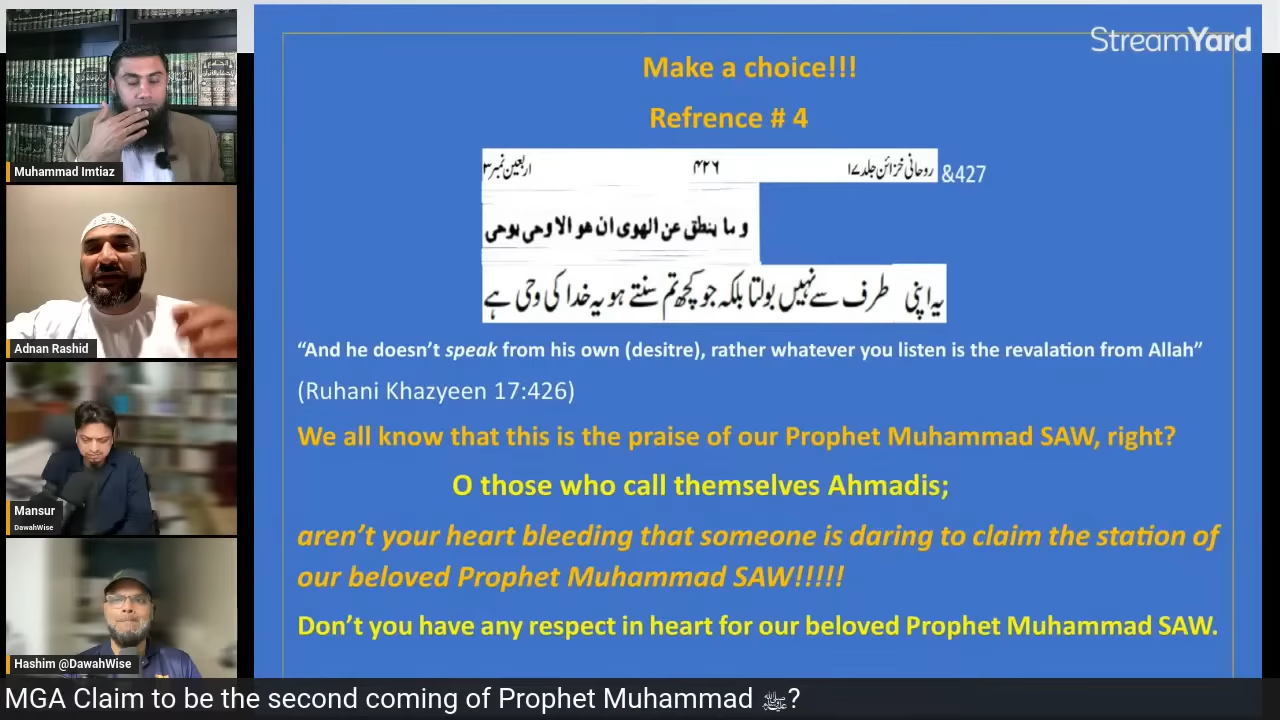 StreamYard
Make a choice!!!
Refrence # 4
روحانی خزائن جلد ۱۷ ۴۲۶ اربعین نمبر ۳
&427
و ما ینطق عن الهوى ان هو الا وحی یوحی
یہ اپنی طرف سے نہیں بولتا بلکہ جو کچھ تم سنتے ہو یہ خدا کی وحی ہے
“And he doesn’t speak from his own (desitre), rather whatever you listen is the revalation from Allah”
(Ruhani Khazyeen 17:426)
We all know that this is the praise of our Prophet Muhammad SAW, right?
O those who call themselves Ahmadis;
aren’t your heart bleeding that someone is daring to claim the station of
our beloved Prophet Muhammad SAW!!!!!
Don’t you have any respect in heart for our beloved Prophet Muhammad SAW.
Muhammad Imtiaz
Adnan Rashid
Mansur
DawahWise
Hashim @DawahWise
MGA Claim to be the second coming of Prophet Muhammad ﷺ?